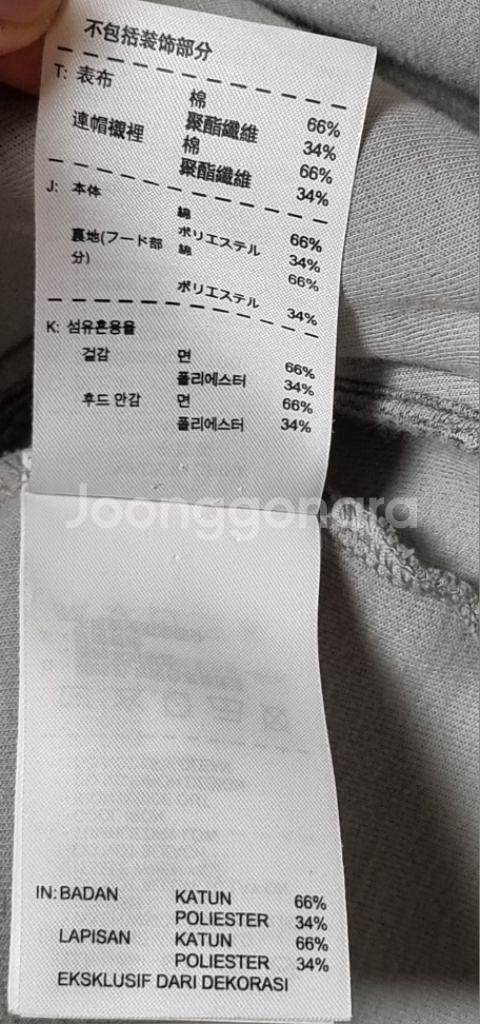 不包括装饰部分
T: 表布 棉 66%
聚酯纖維 34%
連帽襯裡 棉 66%
聚酯纖維 34%
J: 本体 綿 66%
ポリエステル 34%
裏地(フード部分) 綿 66%
ポリエステル 34%
K: 섬유혼용율
겉감 면 66%
폴리에스터 34%
후드 안감 면 66%
폴리에스터 34%
Joonggonara
IN: BADAN KATUN 66%
POLIESTER 34%
LAPISAN KATUN 66%
POLIESTER 34%
EKSKLUSIF DARI DEKORASI